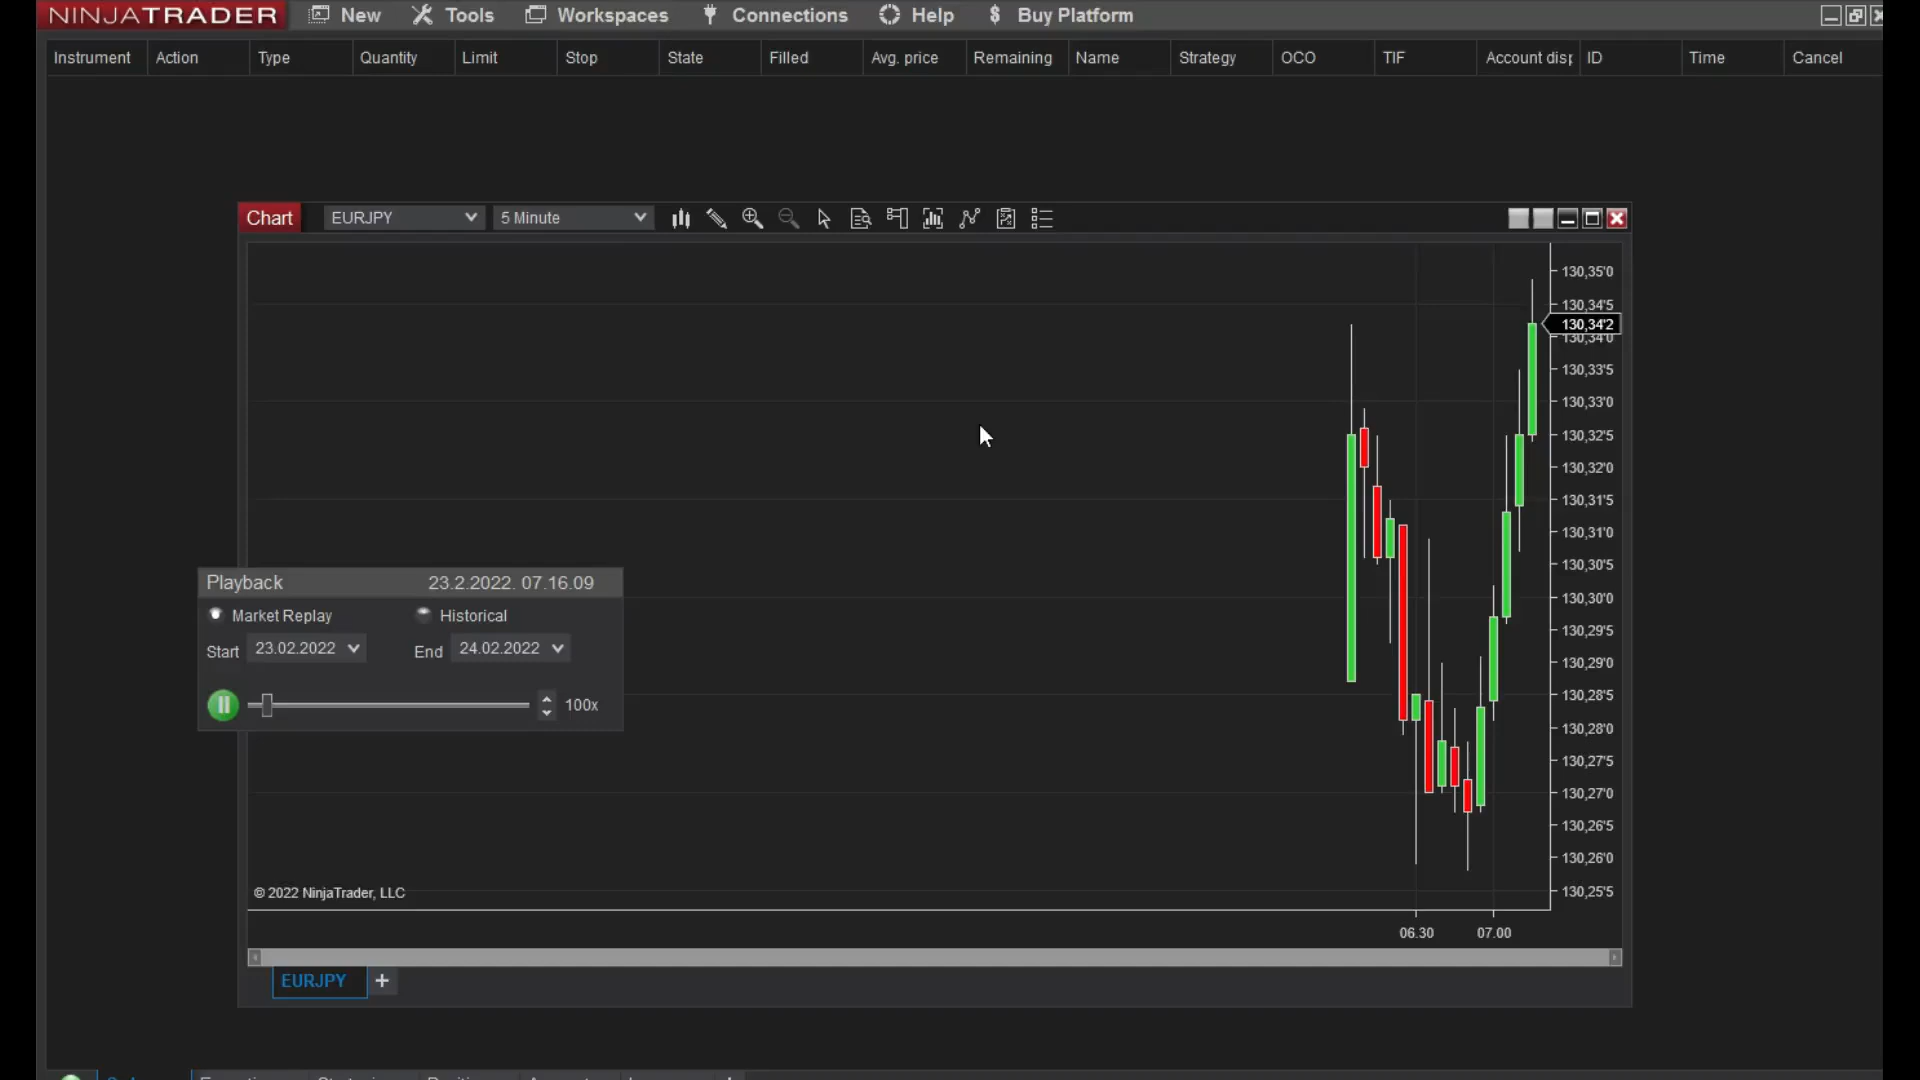 NINJATRADER New Tools Workspaces Connections Help Buy Platform
Instrument Action Type Quantity Limit Stop State Filled Avg. price Remaining Name Strategy OCO TIF Account disp ID Time Cancel
Chart EURJPY 5 Minute
130,35'0
130,34'5
130,34'2
130,34'0
130,33'5
130,33'0
130,32'5
130,32'0
130,31'5
130,31'0
130,30'5
130,30'0
130,29'5
130,29'0
130,28'5
130,28'0
130,27'5
130,27'0
130,26'5
130,26'0
130,25'5
Playback 23.2.2022. 07.16.09
Market Replay Historical
Start 23.02.2022 End 24.02.2022
100x
© 2022 NinjaTrader, LLC
06.30 07.00
EURJPY +